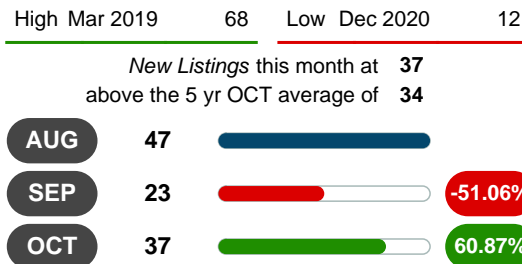 High Mar 2019 68 Low Dec 2020 12
New Listings this month at 37
above the 5 yr OCT average of 34
AUG 47
SEP 23 -51.06%
OCT 37 60.87%